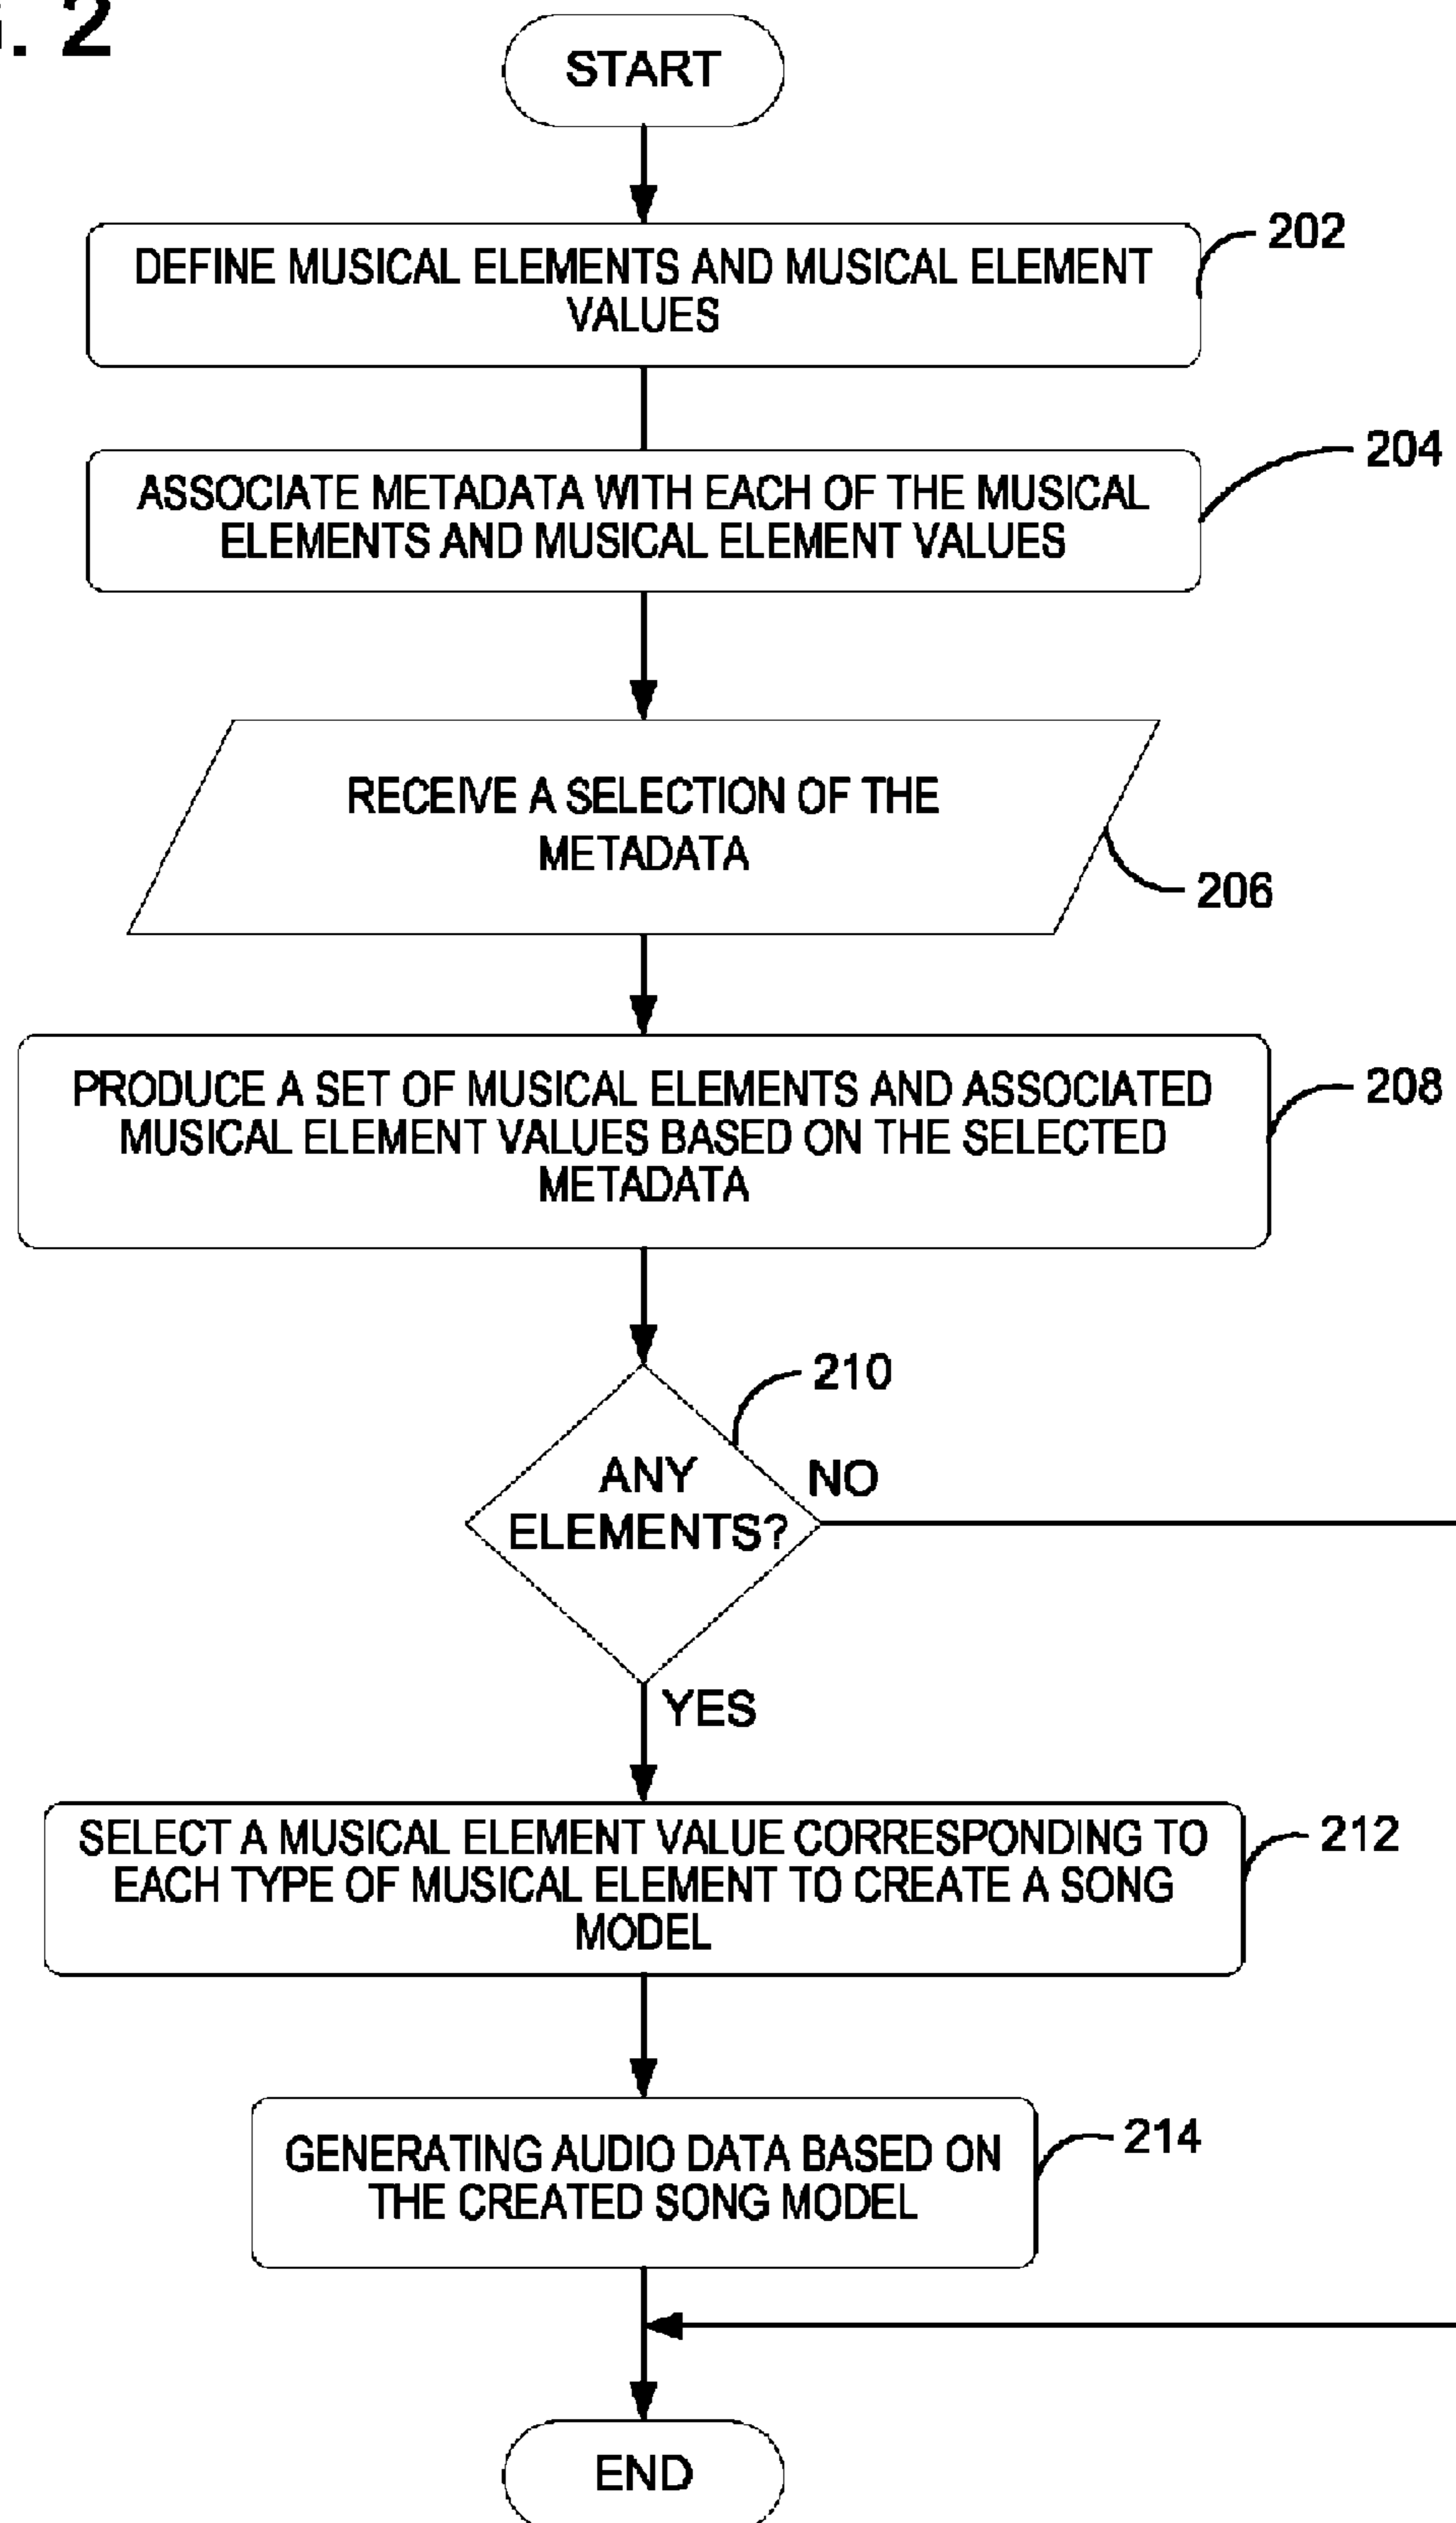 . 2
START
DEFINE MUSICAL ELEMENTS AND MUSICAL ELEMENT
VALUES
202
ASSOCIATE METADATA WITH EACH OF THE MUSICAL
ELEMENTS AND MUSICAL ELEMENT VALUES
204
RECEIVE A SELECTION OF THE
METADATA
206
PRODUCE A SET OF MUSICAL ELEMENTS AND ASSOCIATED
MUSICAL ELEMENT VALUES BASED ON THE SELECTED
METADATA
208
210
ANY
ELEMENTS?
NO
YES
SELECT A MUSICAL ELEMENT VALUE CORRESPONDING TO
EACH TYPE OF MUSICAL ELEMENT TO CREATE A SONG
MODEL
212
GENERATING AUDIO DATA BASED ON
THE CREATED SONG MODEL
214
END